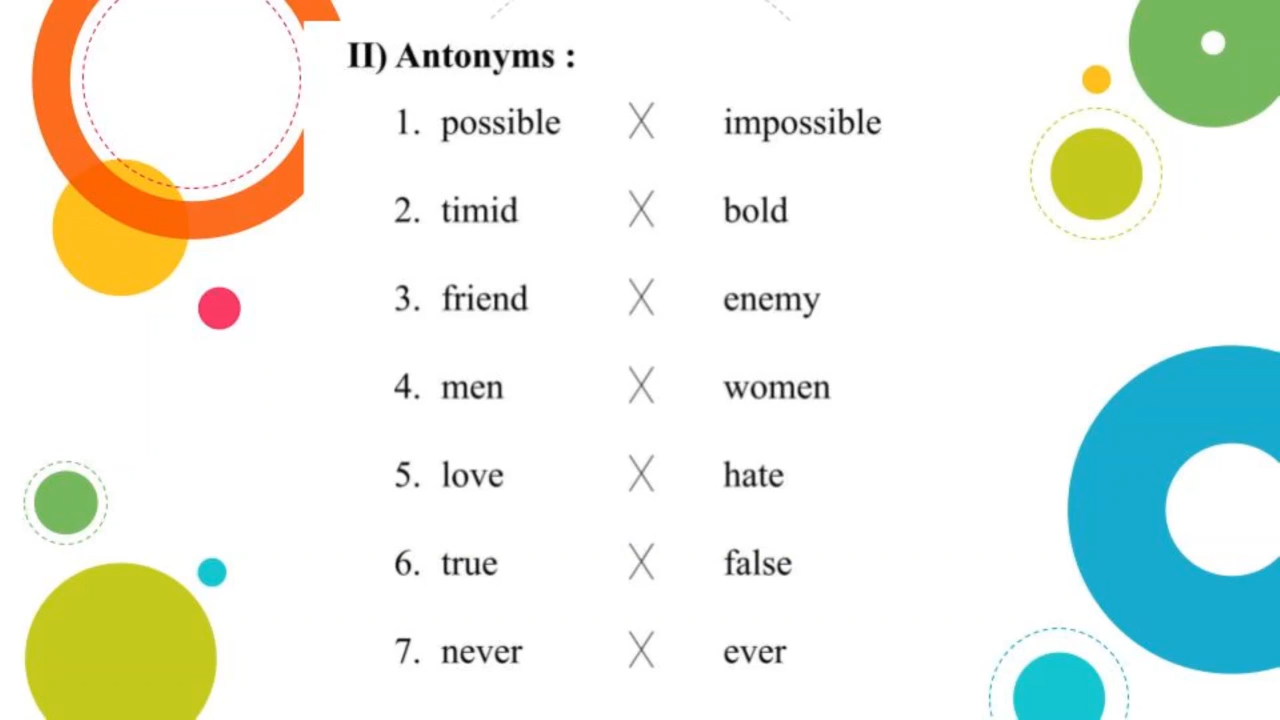 II) Antonyms :
1. possible X impossible
2. timid X bold
3. friend X enemy
4. men X women
5. love X hate
6. true X false
7. never X ever